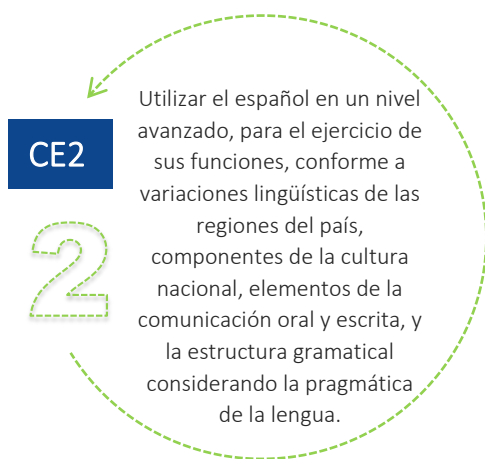 CE2
2
Utilizar el español en un nivel
avanzado, para el ejercicio de
sus funciones, conforme a
variaciones lingüísticas de las
regiones del país,
componentes de la cultura
nacional, elementos de la
comunicación oral y escrita, y
la estructura gramatical
considerando la pragmática
de la lengua.